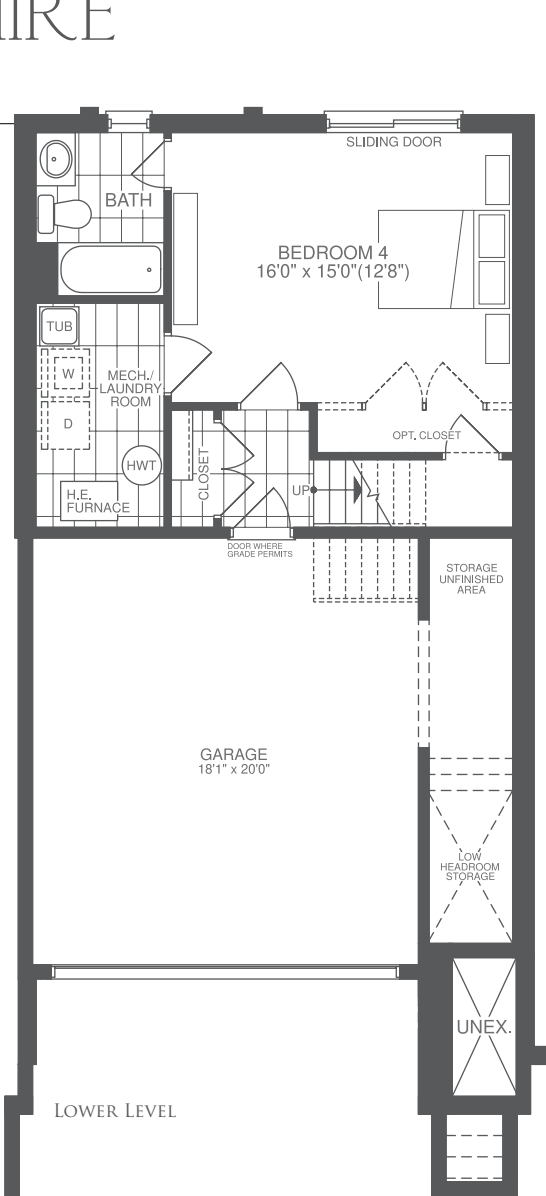 SLIDING DOOR
BATH
BEDROOM 4
16'0" x 15'0"(12'8")
TUB
W
MECH./
LAUNDRY
ROOM
D
OPT. CLOSET
CLOSET
HWT
UP
H.E.
FURNACE
DOOR WHERE
GRADE PERMITS
STORAGE
UNFINISHED
AREA
GARAGE
18'1" x 20'0"
LOW
HEADROOM
STORAGE
UNEX.
LOWER LEVEL